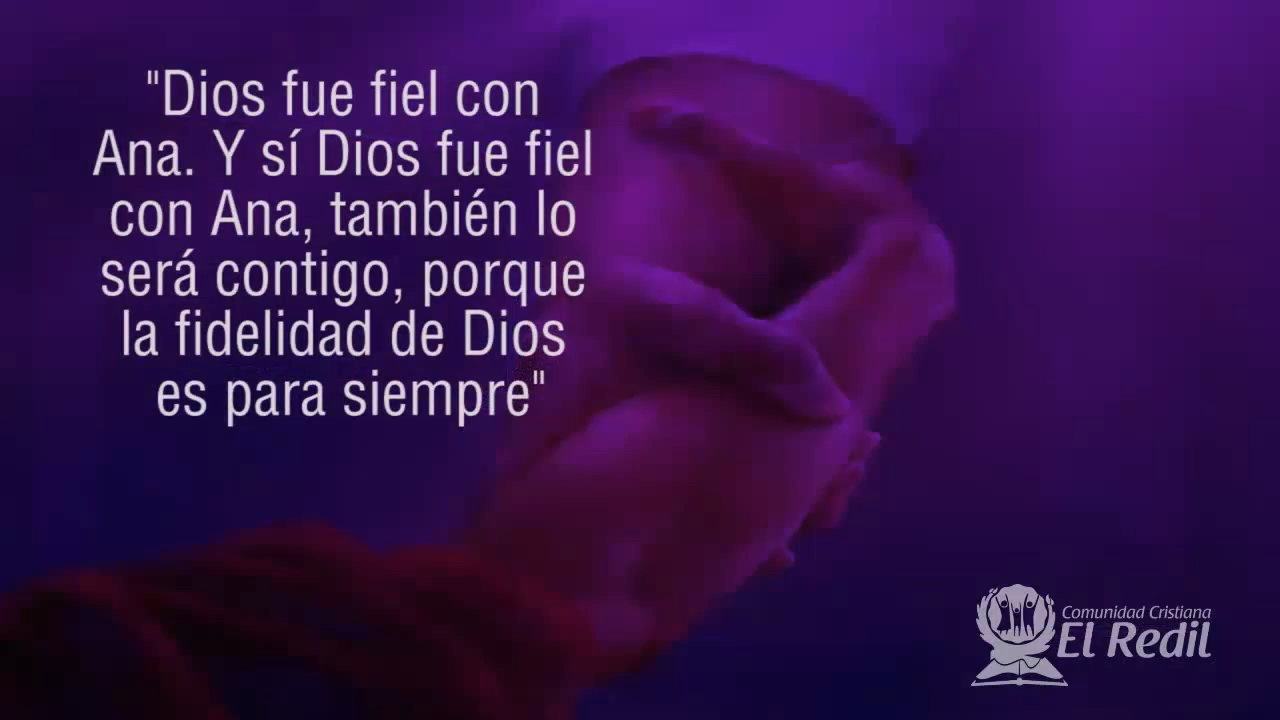 "Dios fue fiel con
Ana. Y sí Dios fue fiel
con Ana, también lo
será contigo, porque
la fidelidad de Dios
es para siempre"
Comunidad Cristiana
El Redil